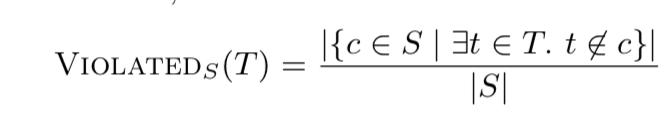 VIOLATED_S(T) = |{c ∈ S | ∃t ∈ T. t ∉ c}| / |S|